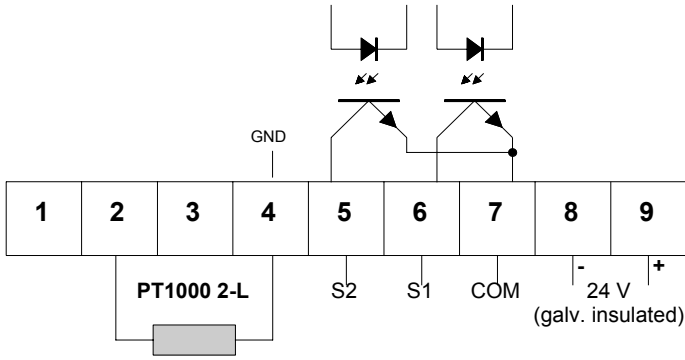 GND
1 2 3 4 5 6 7 8 9
- +
PT1000 2-L S2 S1 COM 24 V
(galv. insulated)